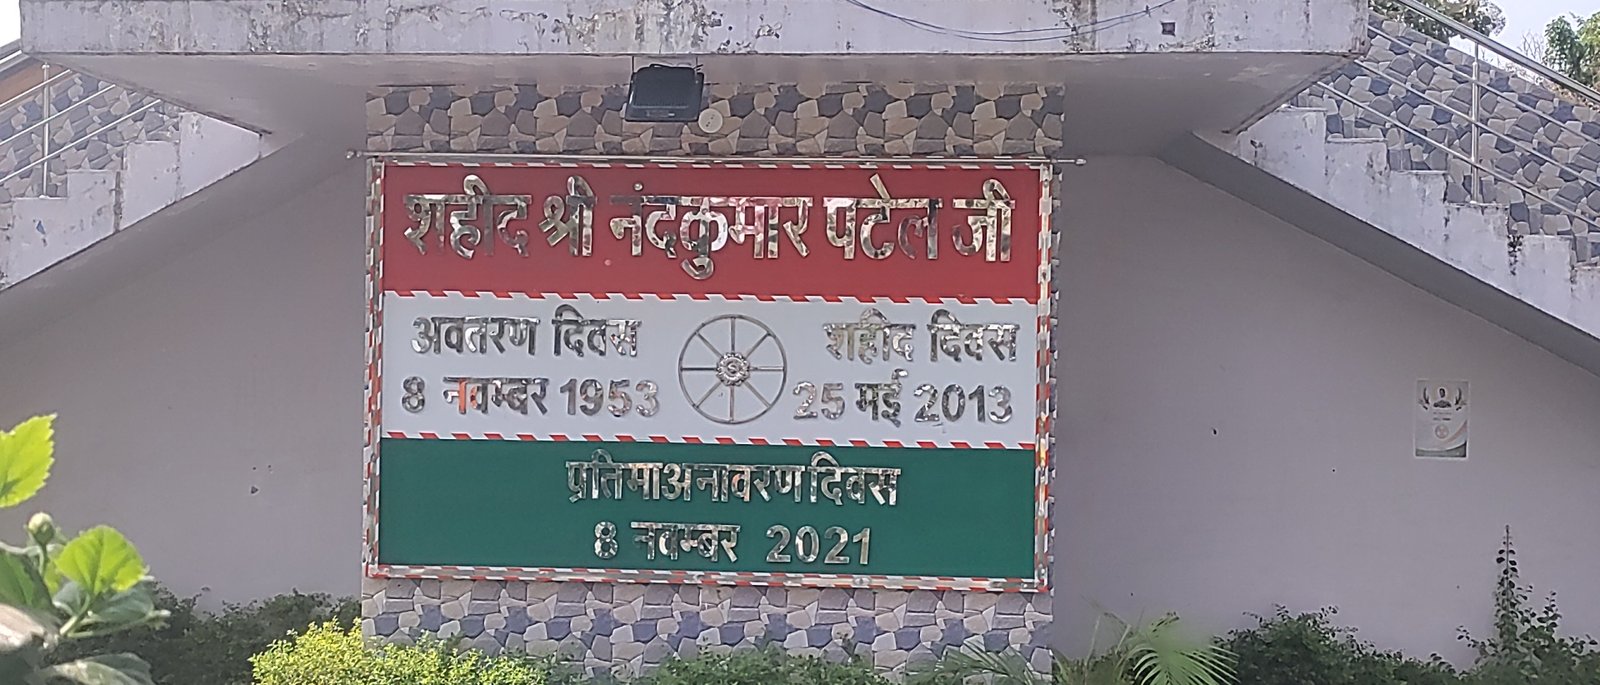 शहीद श्री नंदकुमार पटेल जी
अवतरण दिवस
8 नवम्बर 1953
शहीद दिवस
25 मई 2013
प्रतिमा अनावरण दिवस
8 नवम्बर 2021